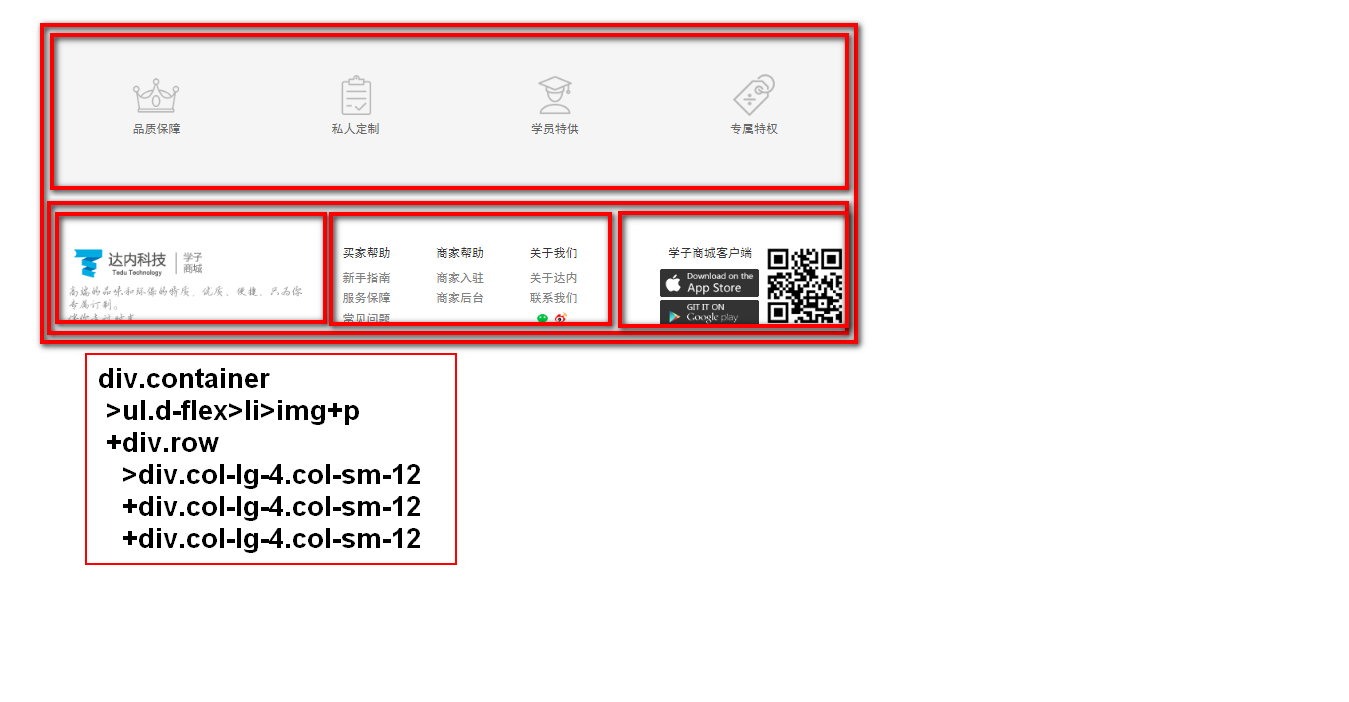 品质保障
私人定制
学员特供
专属特权
达内科技
Tedu Technology
学子
商城
高端的品味和环保的特质、优质、便捷、只为你
专属订制。
买家帮助
新手指南
服务保障
常见问题
商家帮助
商家入驻
商家后台
关于我们
关于达内
联系我们
学子商城客户端
Download on the
App Store
GIT IT ON
Google play
div.container
>ul.d-flex>li>img+p
+div.row
>div.col-lg-4.col-sm-12
+div.col-lg-4.col-sm-12
+div.col-lg-4.col-sm-12